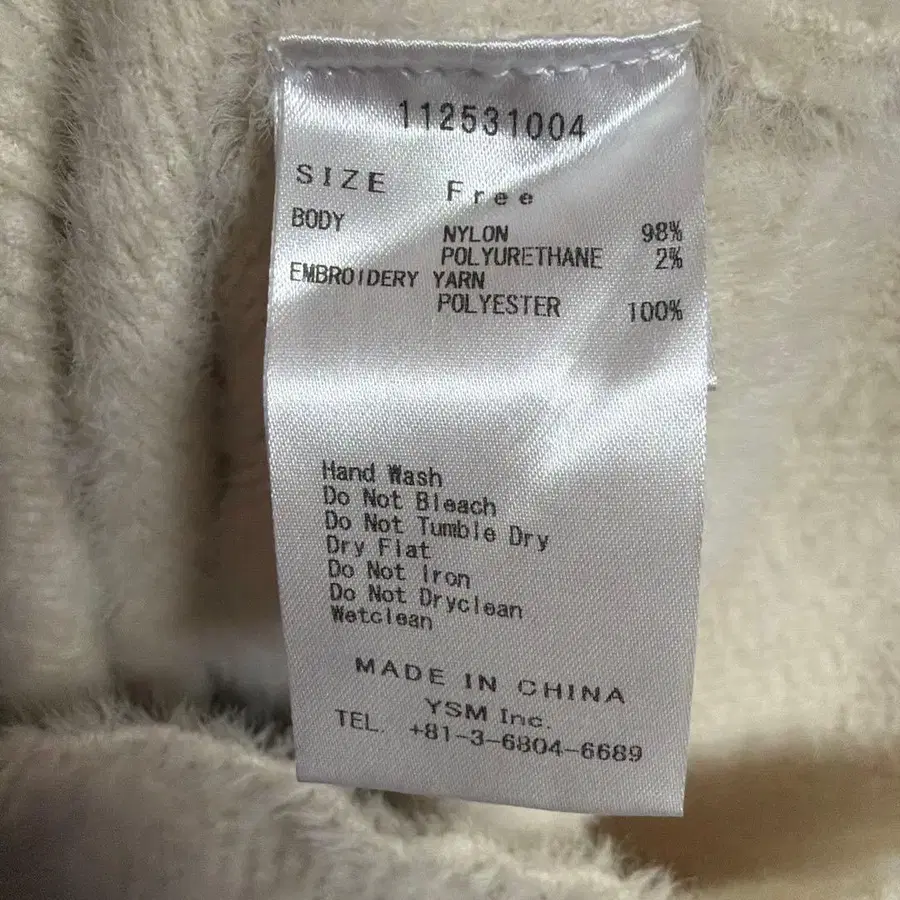 112531004
SIZE Free
BODY
NYLON 98%
POLYURETHANE 2%
EMBROIDERY YARN
POLYESTER 100%
Hand Wash
Do Not Bleach
Do Not Tumble Dry
Dry Flat
Do Not Iron
Do Not Dryclean
Wetclean
MADE IN CHINA
YSM Inc.
TEL. +81-3-6804-6689